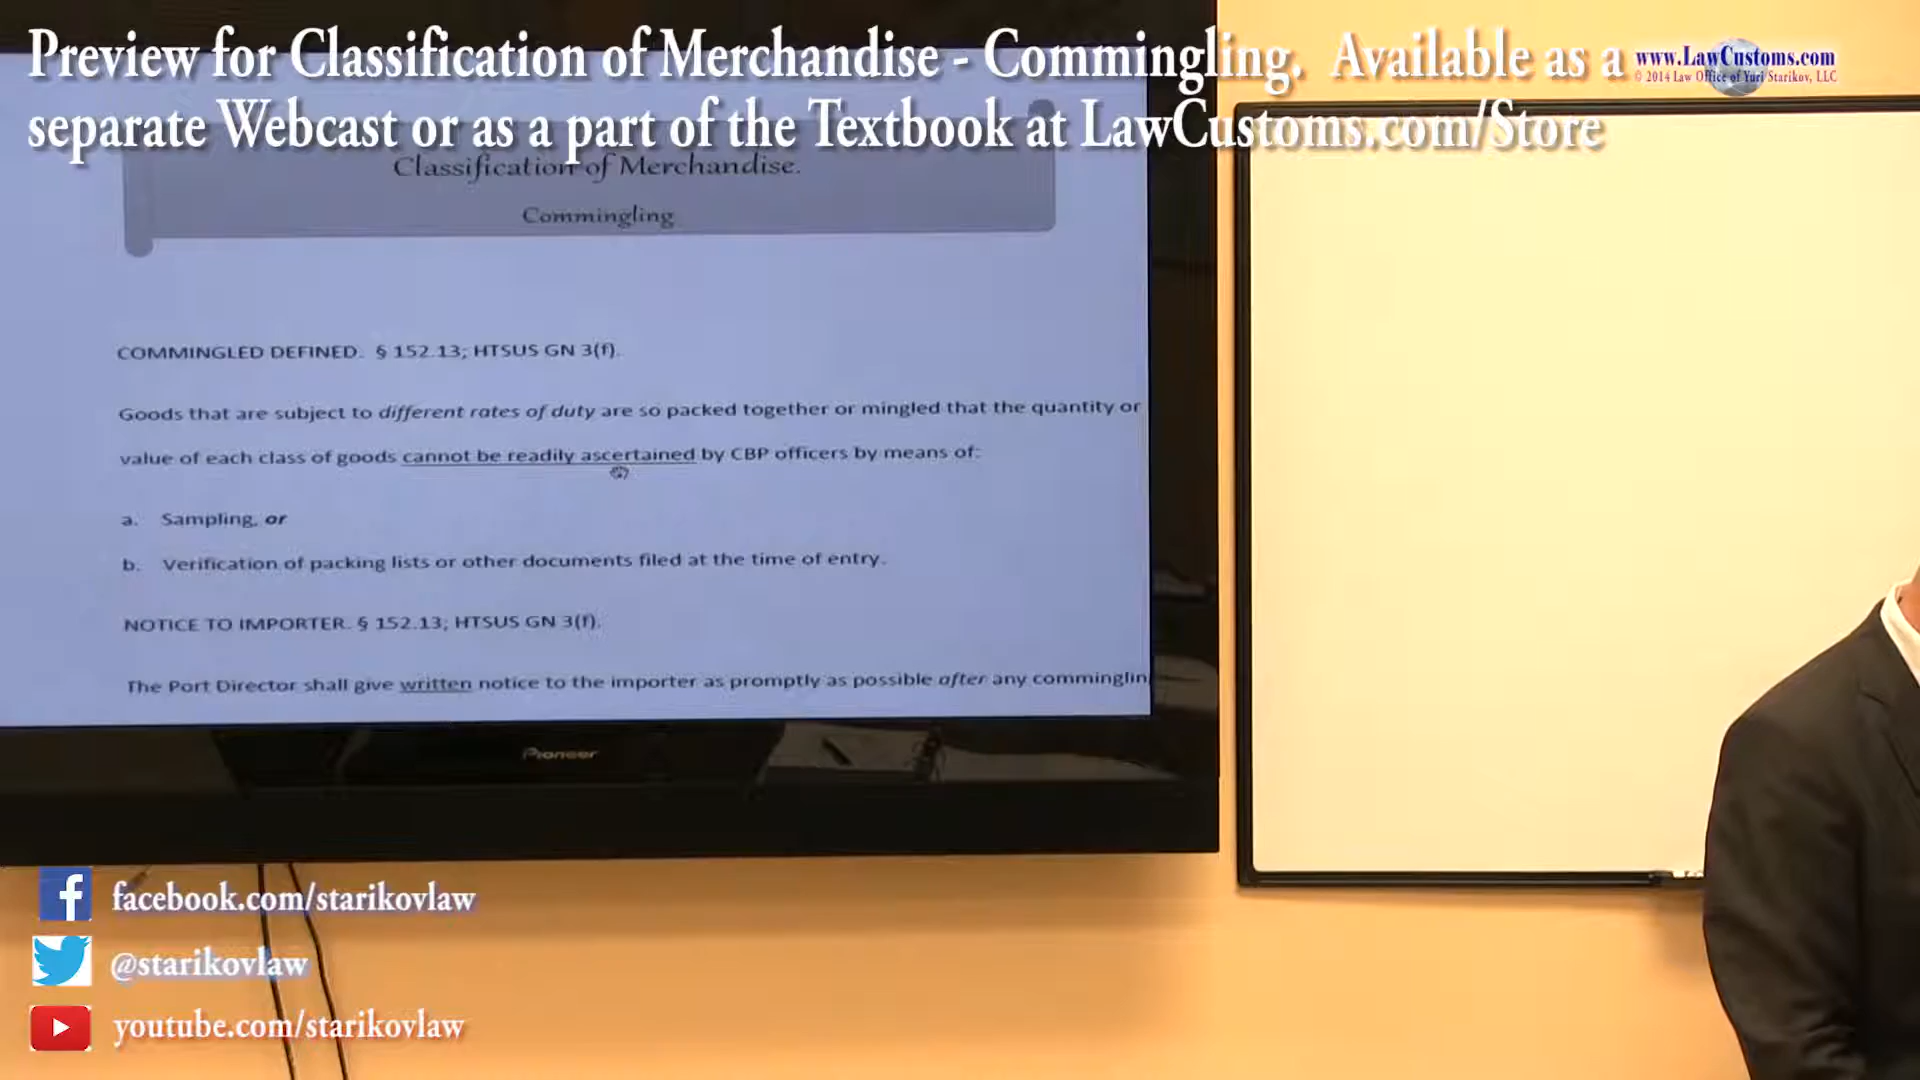 Preview for Classification of Merchandise - Commingling. Available as a
separate Webcast or as a part of the Textbook at LawCustoms.com/Store
www.LawCustoms.com
© 2014 Law Office of Yuri Starikov, LLC
Classification of Merchandise.
Commingling
COMMINGLED DEFINED. § 152.13; HTSUS GN 3(f).
Goods that are subject to different rates of duty are so packed together or mingled that the quantity or
value of each class of goods cannot be readily ascertained by CBP officers by means of:
a. Sampling, or
b. Verification of packing lists or other documents filed at the time of entry.
NOTICE TO IMPORTER. § 152.13; HTSUS GN 3(f).
The Port Director shall give written notice to the importer as promptly as possible after any comminglin
Pioneer
facebook.com/starikovlaw
@starikovlaw
youtube.com/starikovlaw